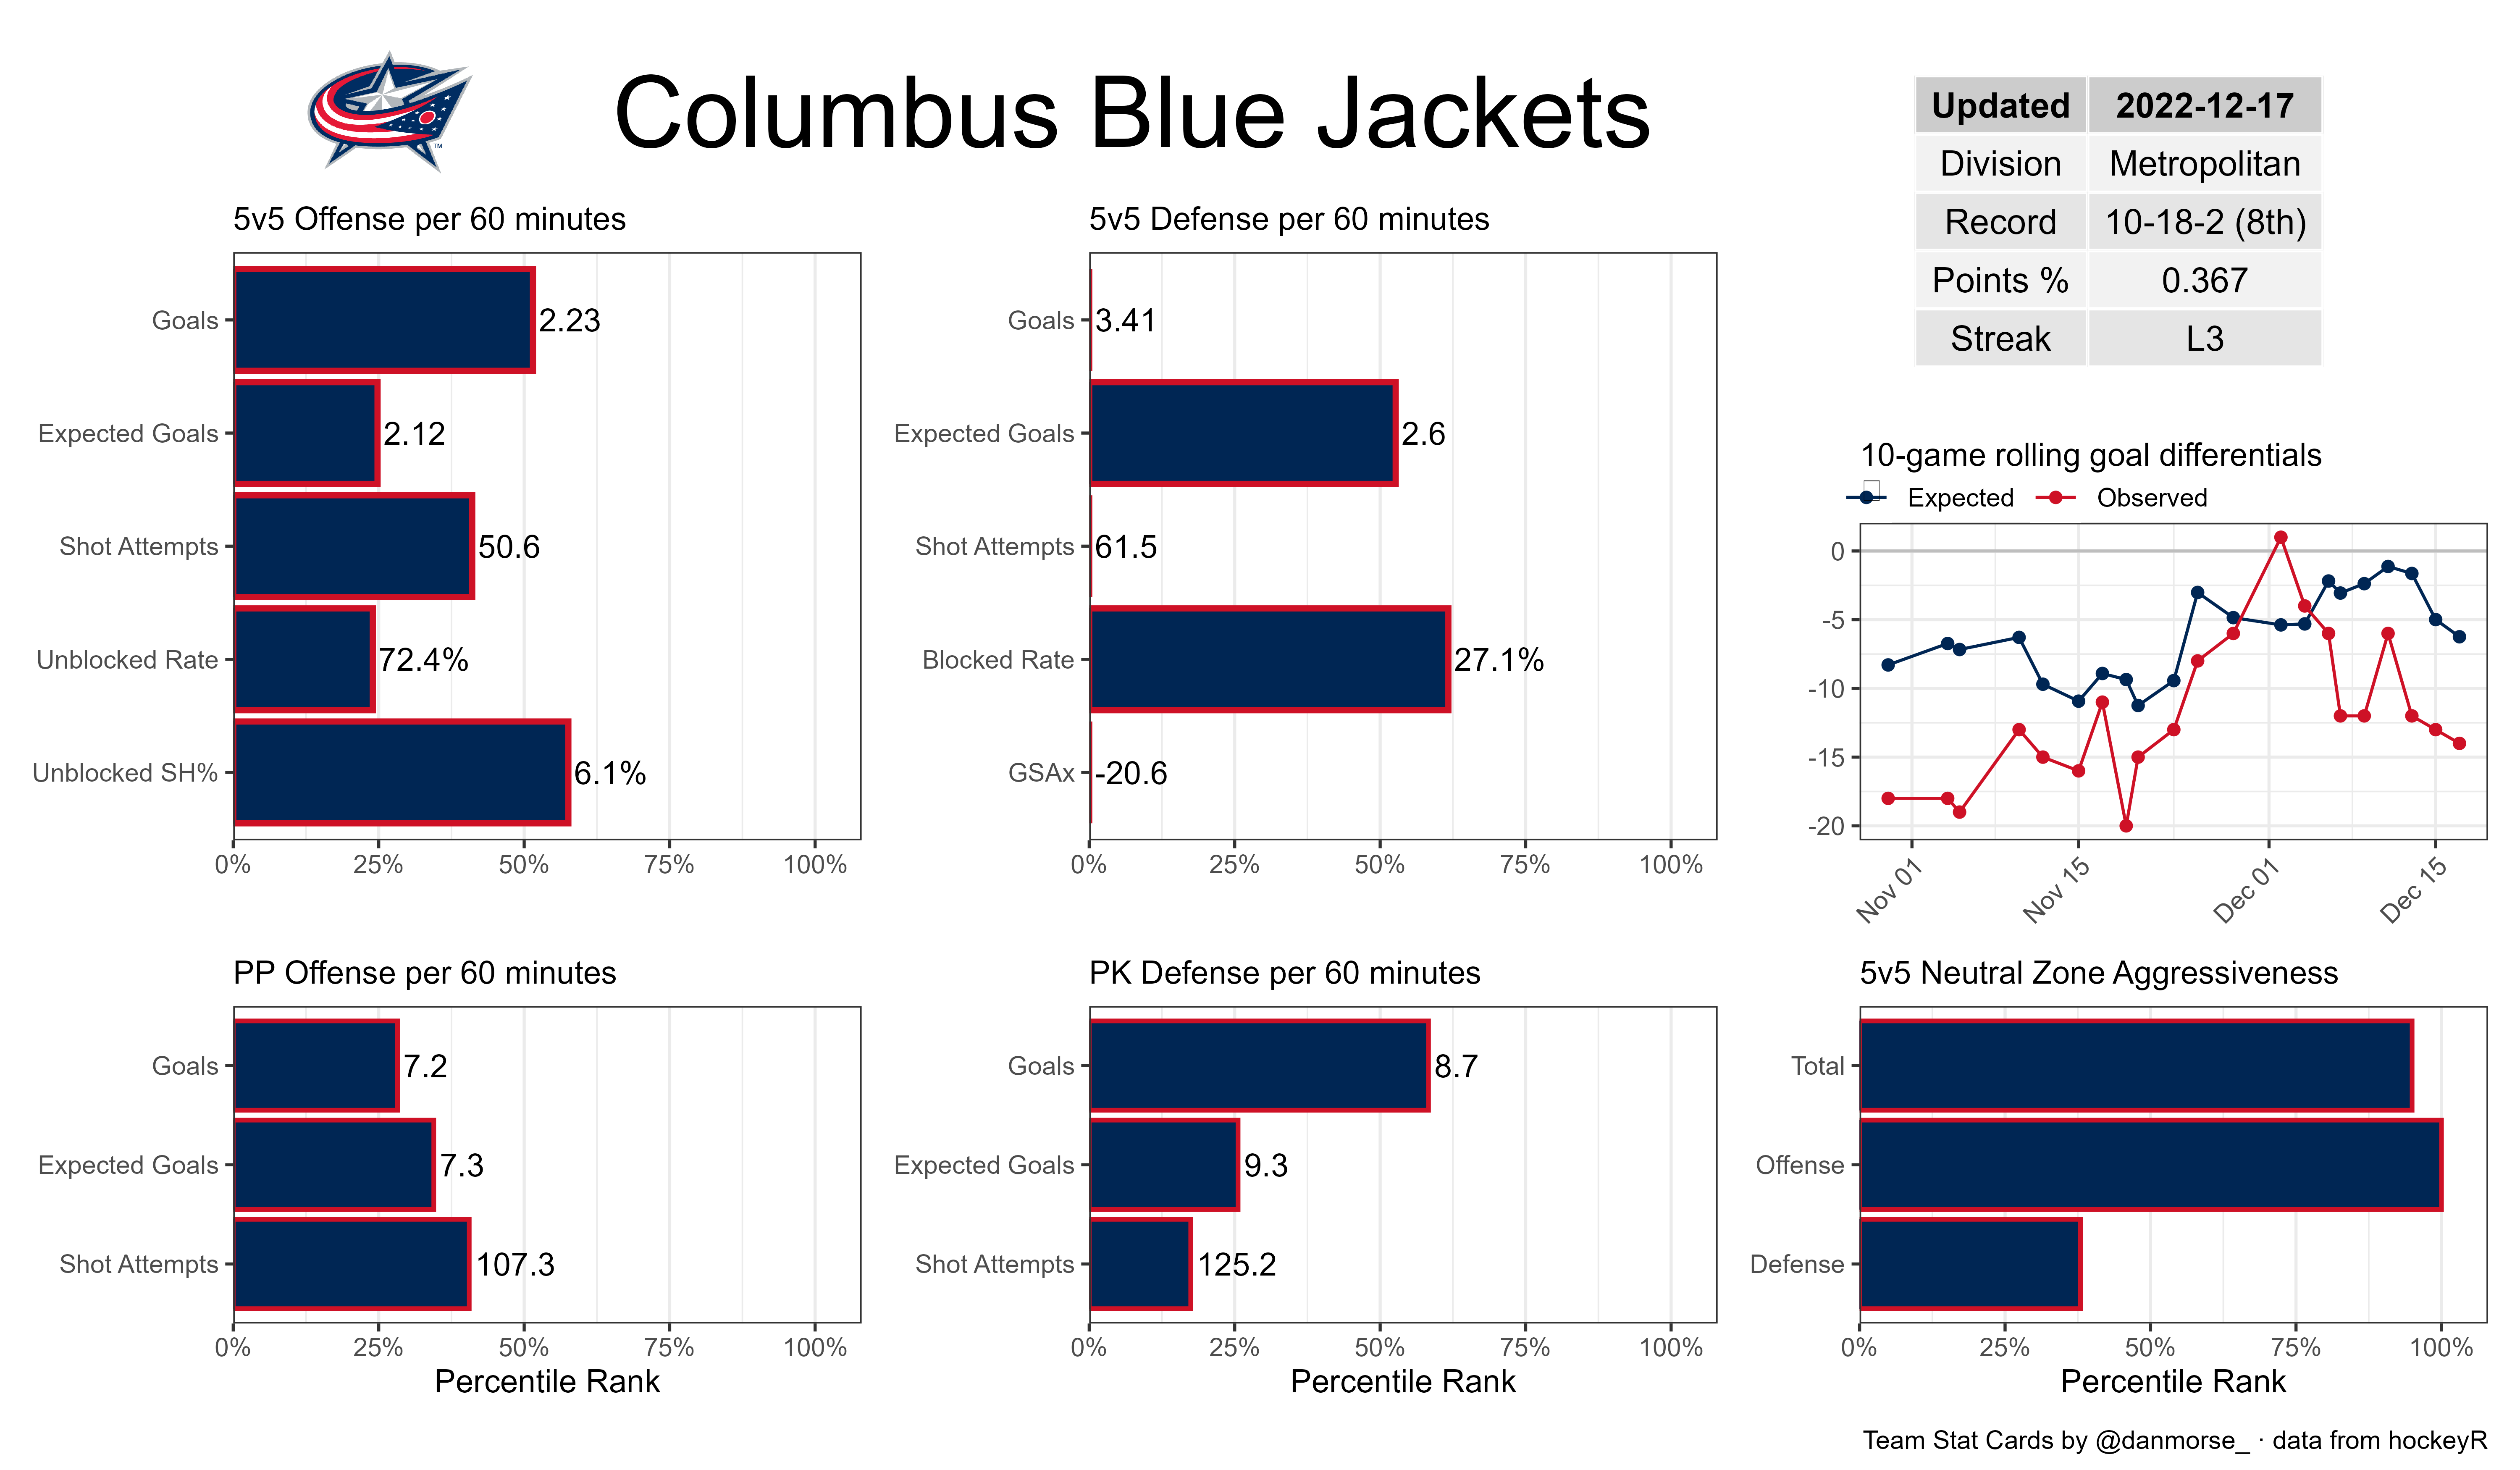 Columbus Blue Jackets
Updated 2022-12-17
Division Metropolitan
Record 10-18-2 (8th)
Points % 0.367
Streak L3
5v5 Offense per 60 minutes
Goals 2.23
Expected Goals 2.12
Shot Attempts 50.6
Unblocked Rate 72.4%
Unblocked SH% 6.1%
0% 25% 50% 75% 100%
5v5 Defense per 60 minutes
Goals 3.41
Expected Goals 2.6
Shot Attempts 61.5
Blocked Rate 27.1%
GSAx -20.6
0% 25% 50% 75% 100%
10-game rolling goal differentials
Expected Observed
0
-5
-10
-15
-20
Nov 01 Nov 15 Dec 01 Dec 15
PP Offense per 60 minutes
Goals 7.2
Expected Goals 7.3
Shot Attempts 107.3
0% 25% 50% 75% 100%
Percentile Rank
PK Defense per 60 minutes
Goals 8.7
Expected Goals 9.3
Shot Attempts 125.2
0% 25% 50% 75% 100%
Percentile Rank
5v5 Neutral Zone Aggressiveness
Total
Offense
Defense
0% 25% 50% 75% 100%
Percentile Rank
Team Stat Cards by @danmorse_ · data from hockeyR